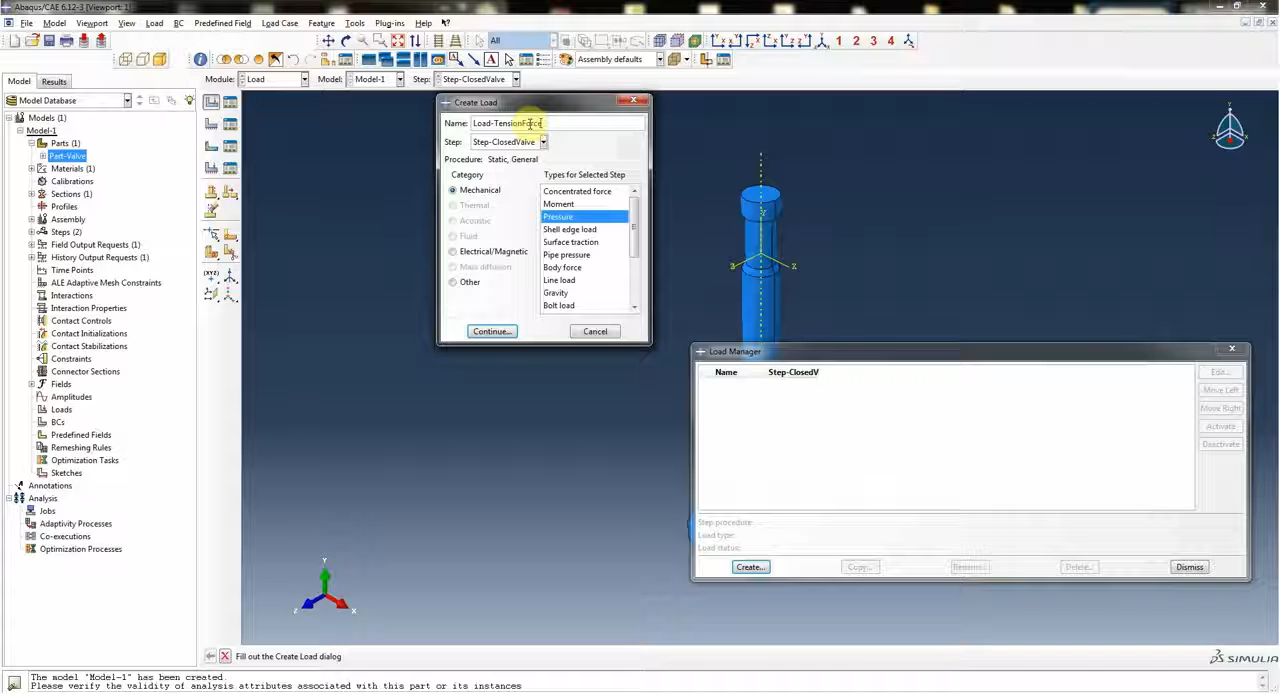 Abaqus/CAE 6.12-3 [Viewport: 1]
File Model Viewport View Load BC Predefined Field Load Case Feature Tools Plug-ins Help
All
1 2 3 4
Assembly defaults
Model Results
Module: Load Model: Model-1 Step: Step-ClosedValve
Model Database
Models (1)
Model-1
Parts (1)
Part-Valve
Materials (1)
Calibrations
Sections (1)
Profiles
Assembly
Steps (2)
Field Output Requests (1)
History Output Requests (1)
Time Points
ALE Adaptive Mesh Constraints
Interactions
Interaction Properties
Contact Controls
Contact Initializations
Contact Stabilizations
Constraints
Connector Sections
Fields
Amplitudes
Loads
BCs
Predefined Fields
Remeshing Rules
Optimization Tasks
Sketches
Annotations
Analysis
Jobs
Adaptivity Processes
Co-executions
Optimization Processes
(XYZ)
Create Load
Name: Load-TensionForce
Step: Step-ClosedValve
Procedure: Static, General
Category
Types for Selected Step
Mechanical
Thermal
Acoustic
Fluid
Electrical/Magnetic
Mass diffusion
Other
Concentrated force
Moment
Pressure
Shell edge load
Surface traction
Pipe pressure
Body force
Line load
Gravity
Bolt load
Continue... Cancel
Load Manager
Name Step-ClosedV
Edit...
Move Left
Move Right
Activate
Deactivate
Step procedure:
Load type:
Load status:
Create... Copy... Rename... Delete... Dismiss
Y
Z X
Fill out the Create Load dialog
SIMULIA
The model "Model-1" has been created.
Please verify the validity of analysis attributes associated with this part or its instances